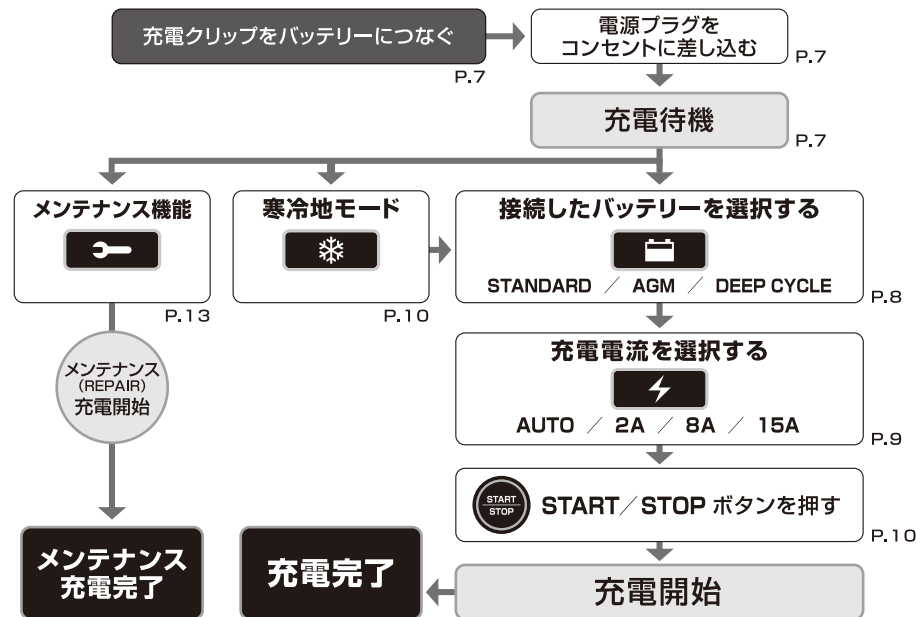 充電クリップをバッテリーにつなぐ
P.7
電源プラグを
コンセントに差し込む
P.7
充電待機
P.7
メンテナンス機能
P.13
寒冷地モード
P.10
接続したバッテリーを選択する
STANDARD / AGM / DEEP CYCLE
P.8
メンテナンス
(REPAIR)
充電開始
充電電流を選択する
AUTO / 2A / 8A / 15A
P.9
START
STOP
START/STOP ボタンを押す
P.10
メンテナンス
充電完了
充電完了
充電開始